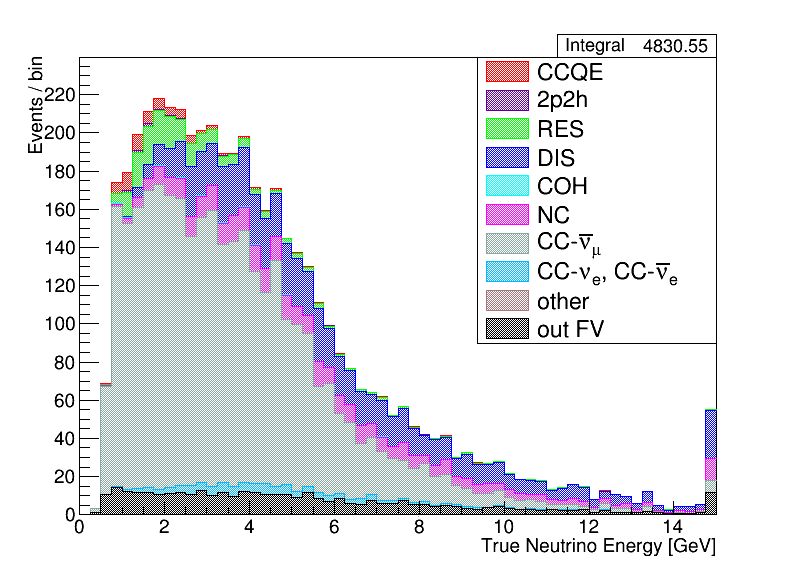 Integral 4830.55
Events / bin
220
200
180
160
140
120
100
80
60
40
20
0
CCQE
2p2h
RES
DIS
COH
NC
CC-ν̅μ
CC-νe, CC-ν̅e
other
out FV
0 2 4 6 8 10 12 14
True Neutrino Energy [GeV]